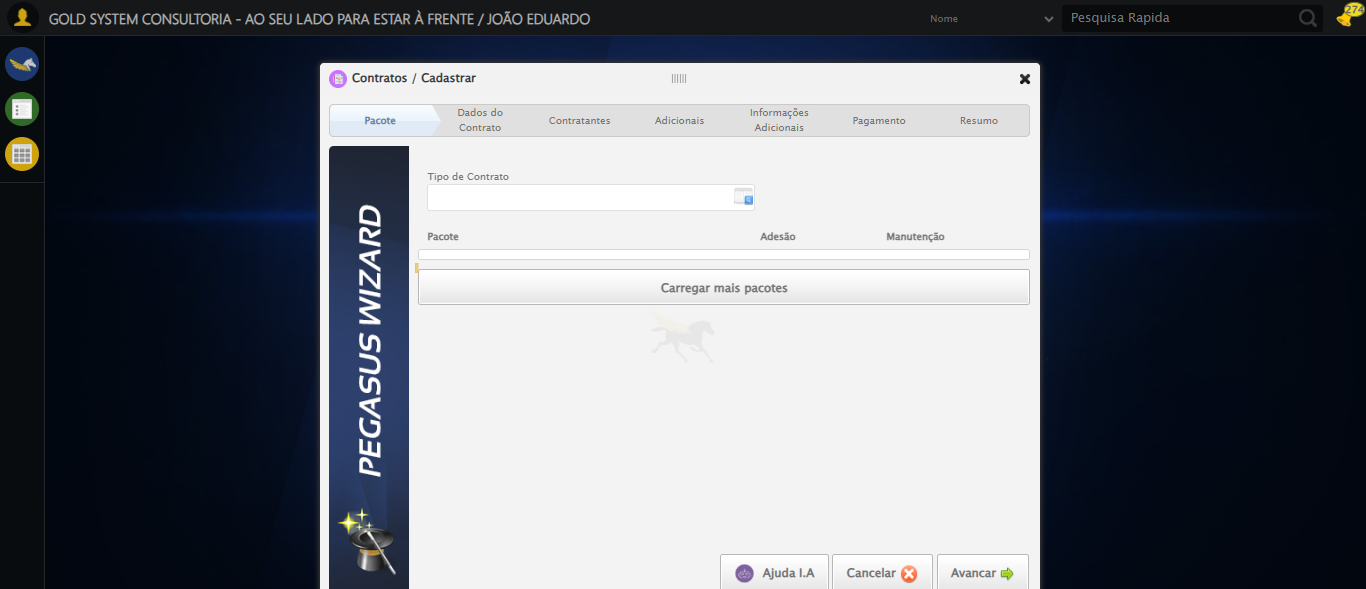 GOLD SYSTEM CONSULTORIA - AO SEU LADO PARA ESTAR À FRENTE / JOÃO EDUARDO
Nome
Pesquisa Rapida
274
Contratos / Cadastrar
Pacote
Dados do
Contrato
Contratantes
Adicionais
Informações
Adicionais
Pagamento
Resumo
PEGASUS WIZARD
Tipo de Contrato
Pacote
Adesão
Manutenção
Carregar mais pacotes
Ajuda I.A
Cancelar
Avancar